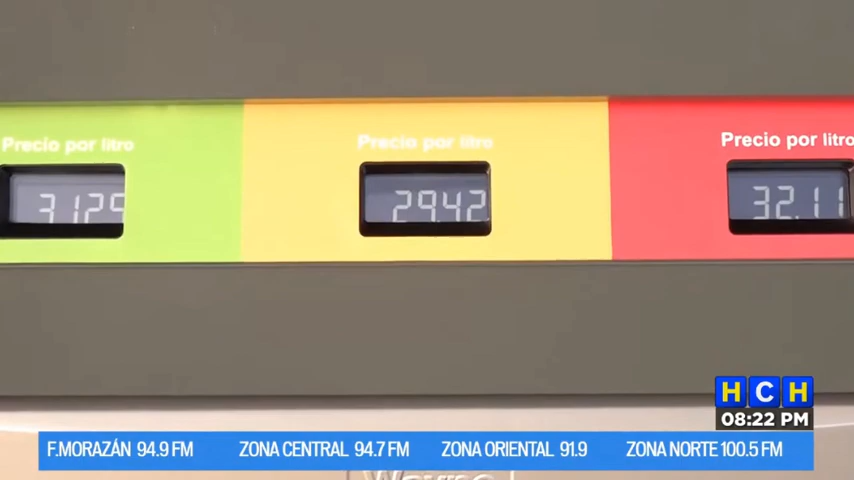 Precio por litro
Precio por litro
Precio por litro
31.29
29.42
32.11
HCH
08:22 PM
F.MORAZÁN 94.9 FM ZONA CENTRAL 94.7 FM ZONA ORIENTAL 91.9 ZONA NORTE 100.5 FM
Wayne